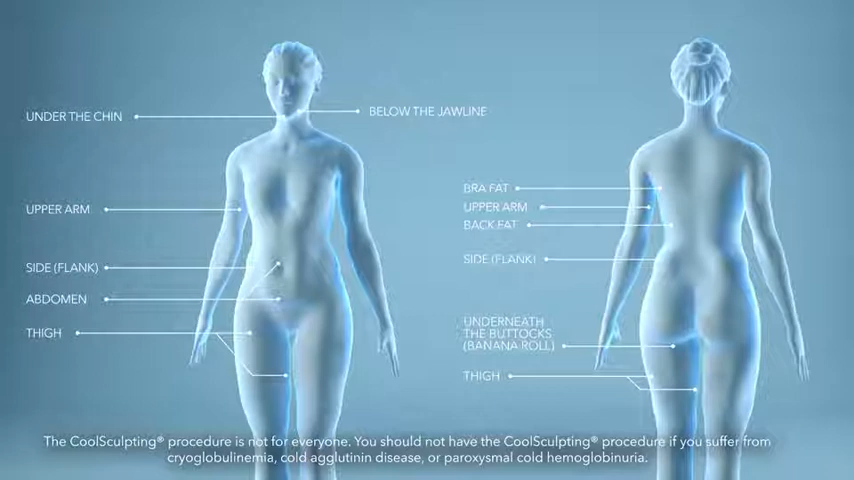 UNDER THE CHIN
BELOW THE JAWLINE
UPPER ARM
SIDE (FLANK)
ABDOMEN
THIGH
BRA FAT
UPPER ARM
BACK FAT
SIDE (FLANK)
UNDERNEATH
THE BUTTOCKS
(BANANA ROLL)
THIGH
The CoolSculpting® procedure is not for everyone. You should not have the CoolSculpting® procedure if you suffer from
cryoglobulinemia, cold agglutinin disease, or paroxysmal cold hemoglobinuria.